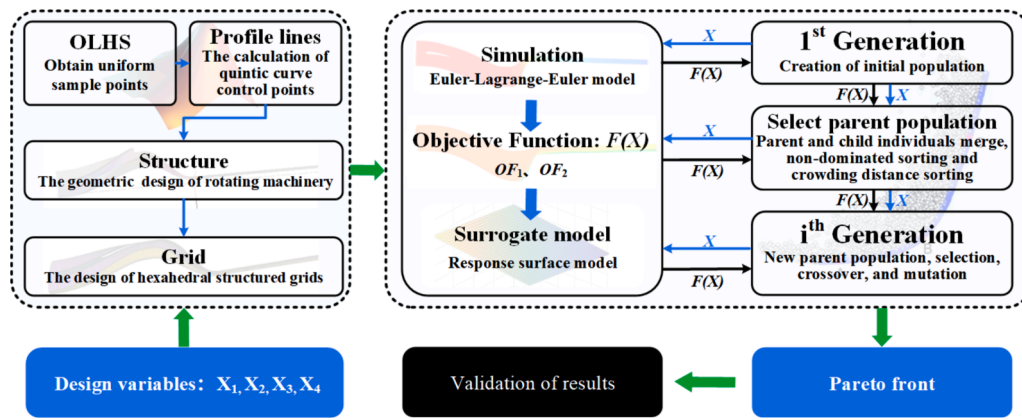 OLHS
Obtain uniform
sample points
Profile lines
The calculation of
quintic curve
control points
Structure
The geometric design of rotating machinery
Grid
The design of hexahedral structured grids
Design variables: X₁, X₂, X₃, X₄
Simulation
Euler-Lagrange-Euler model
Objective Function: F(X)
OF₁、OF₂
Surrogate model
Response surface model
X
F(X)
X
F(X)
X
F(X)
1st Generation
Creation of initial population
F(X) X
Select parent population
Parent and child individuals merge,
non-dominated sorting and
crowding distance sorting
F(X) X
ith Generation
New parent population, selection,
crossover, and mutation
Validation of results
Pareto front